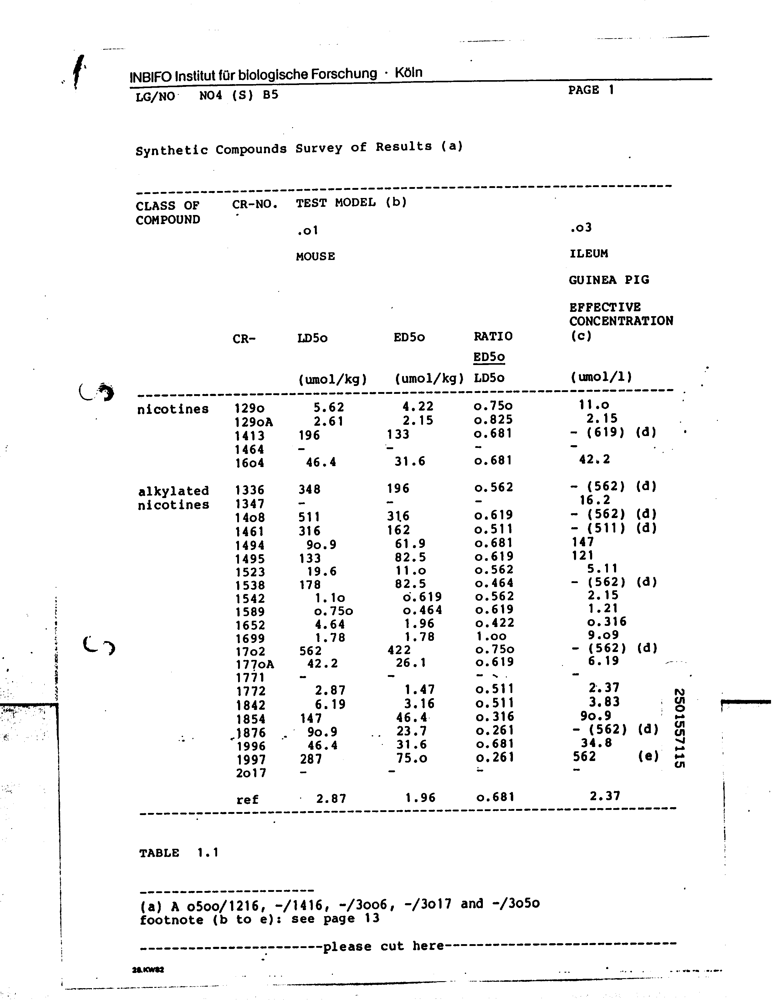 INBIFO Institut für biologische Forschung · Köln
LG/NO NO4 (S) B5 PAGE 1
Synthetic Compounds Survey of Results (a)
CLASS OF CR-NO. TEST MODEL (b)
COMPOUND
.o1 .o3
MOUSE ILEUM
GUINEA PIG
EFFECTIVE
CONCENTRATION
CR- LD5o ED5o RATIO (c)
ED5o
(umol/kg) (umol/kg) LD5o (umol/l)
nicotines 129o 5.62 4.22 o.75o 11.o
129oA 2.61 2.15 o.825 2.15
1413 196 133 o.681 - (619) (d)
1464 - - - -
16o4 46.4 31.6 o.681 42.2
alkylated 1336 348 196 o.562 - (562) (d)
nicotines 1347 - - - 16.2
14o8 511 316 o.619 - (562) (d)
1461 316 162 o.511 - (511) (d)
1494 9o.9 61.9 o.681 147
1495 133 82.5 o.619 121
1523 19.6 11.o o.562 5.11
1538 178 82.5 o.464 - (562) (d)
1542 1.1o o.619 o.562 2.15
1589 o.75o o.464 o.619 1.21
1652 4.64 1.96 o.422 o.316
1699 1.78 1.78 1.oo 9.o9
17o2 562 422 o.75o - (562) (d)
177oA 42.2 26.1 o.619 6.19
1771 - - - -
1772 2.87 1.47 o.511 2.37
1842 6.19 3.16 o.511 3.83
1854 147 46.4 o.316 9o.9
1876 9o.9 23.7 o.261 - (562) (d)
1996 46.4 31.6 o.681 34.8
1997 287 75.o o.261 562 (e)
2o17 - - - -
ref 2.87 1.96 o.681 2.37
2501557115
TABLE 1.1
(a) A o5oo/1216, -/1416, -/3oo6, -/3o17 and -/3o5o
footnote (b to e): see page 13
-----------------------please cut here-----------------------------
28.KW82